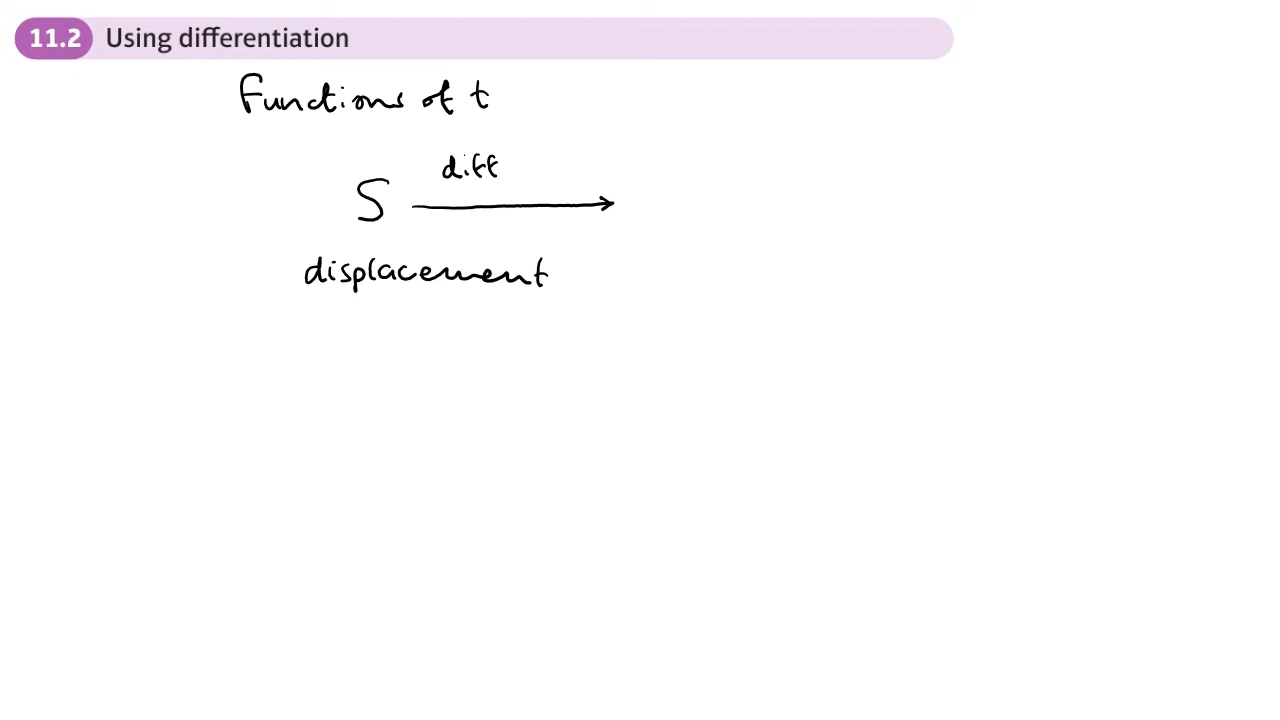 11.2 Using differentiation
Functions of t
diff
S
displacement